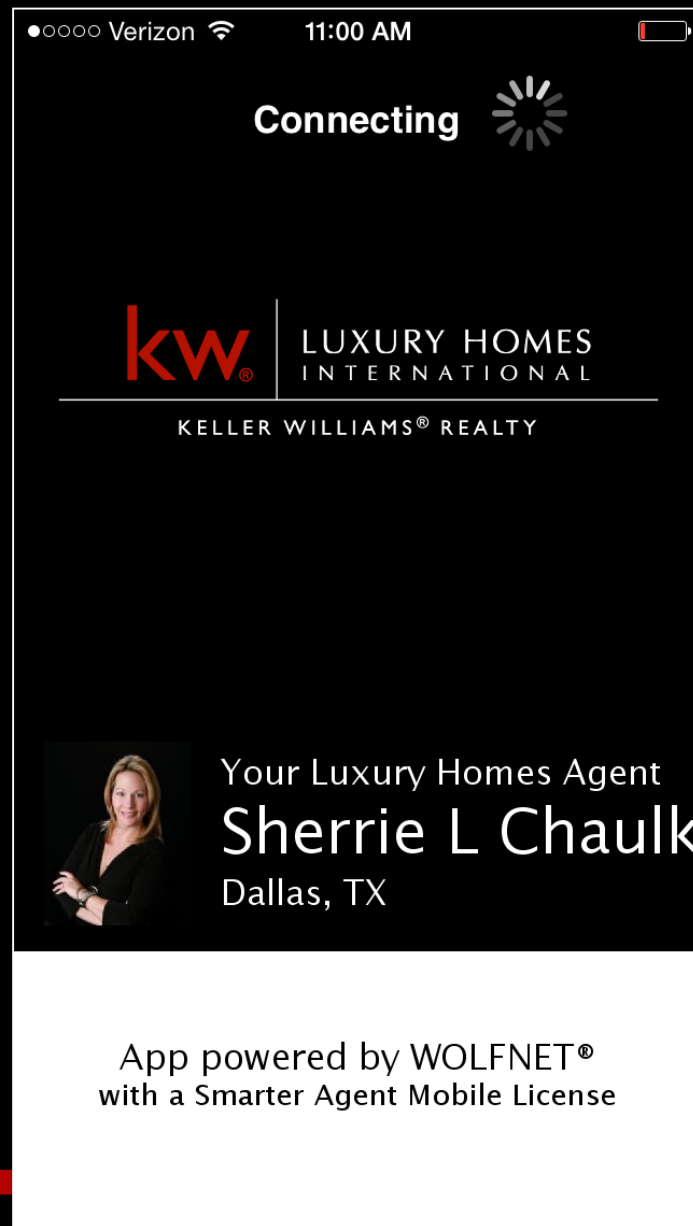 Verizon 11:00 AM
Connecting
kw® LUXURY HOMES
INTERNATIONAL
KELLER WILLIAMS® REALTY
Your Luxury Homes Agent
Sherrie L Chaulk
Dallas, TX
App powered by WOLFNET®
with a Smarter Agent Mobile License